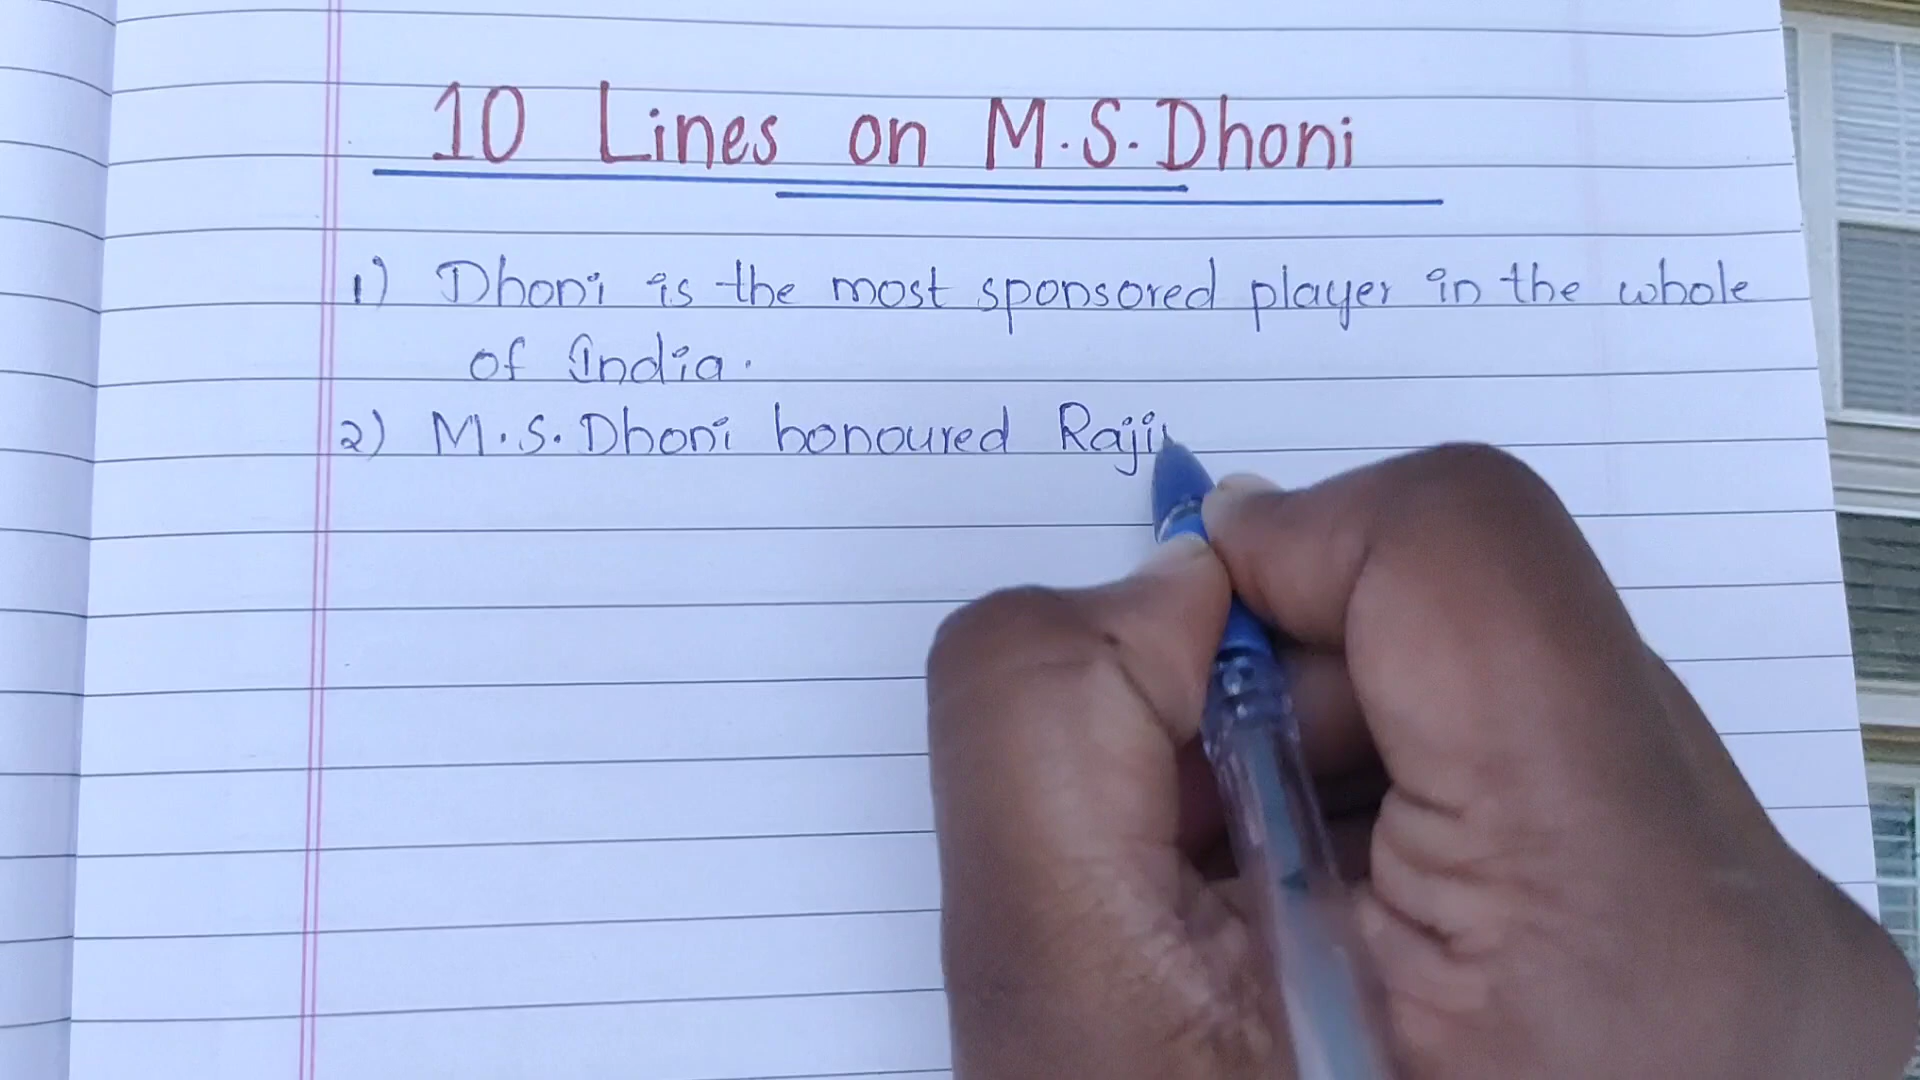 10 Lines on M.S.Dhoni
1) Dhoni is the most sponsored player in the whole
of India.
2) M.S.Dhoni honoured